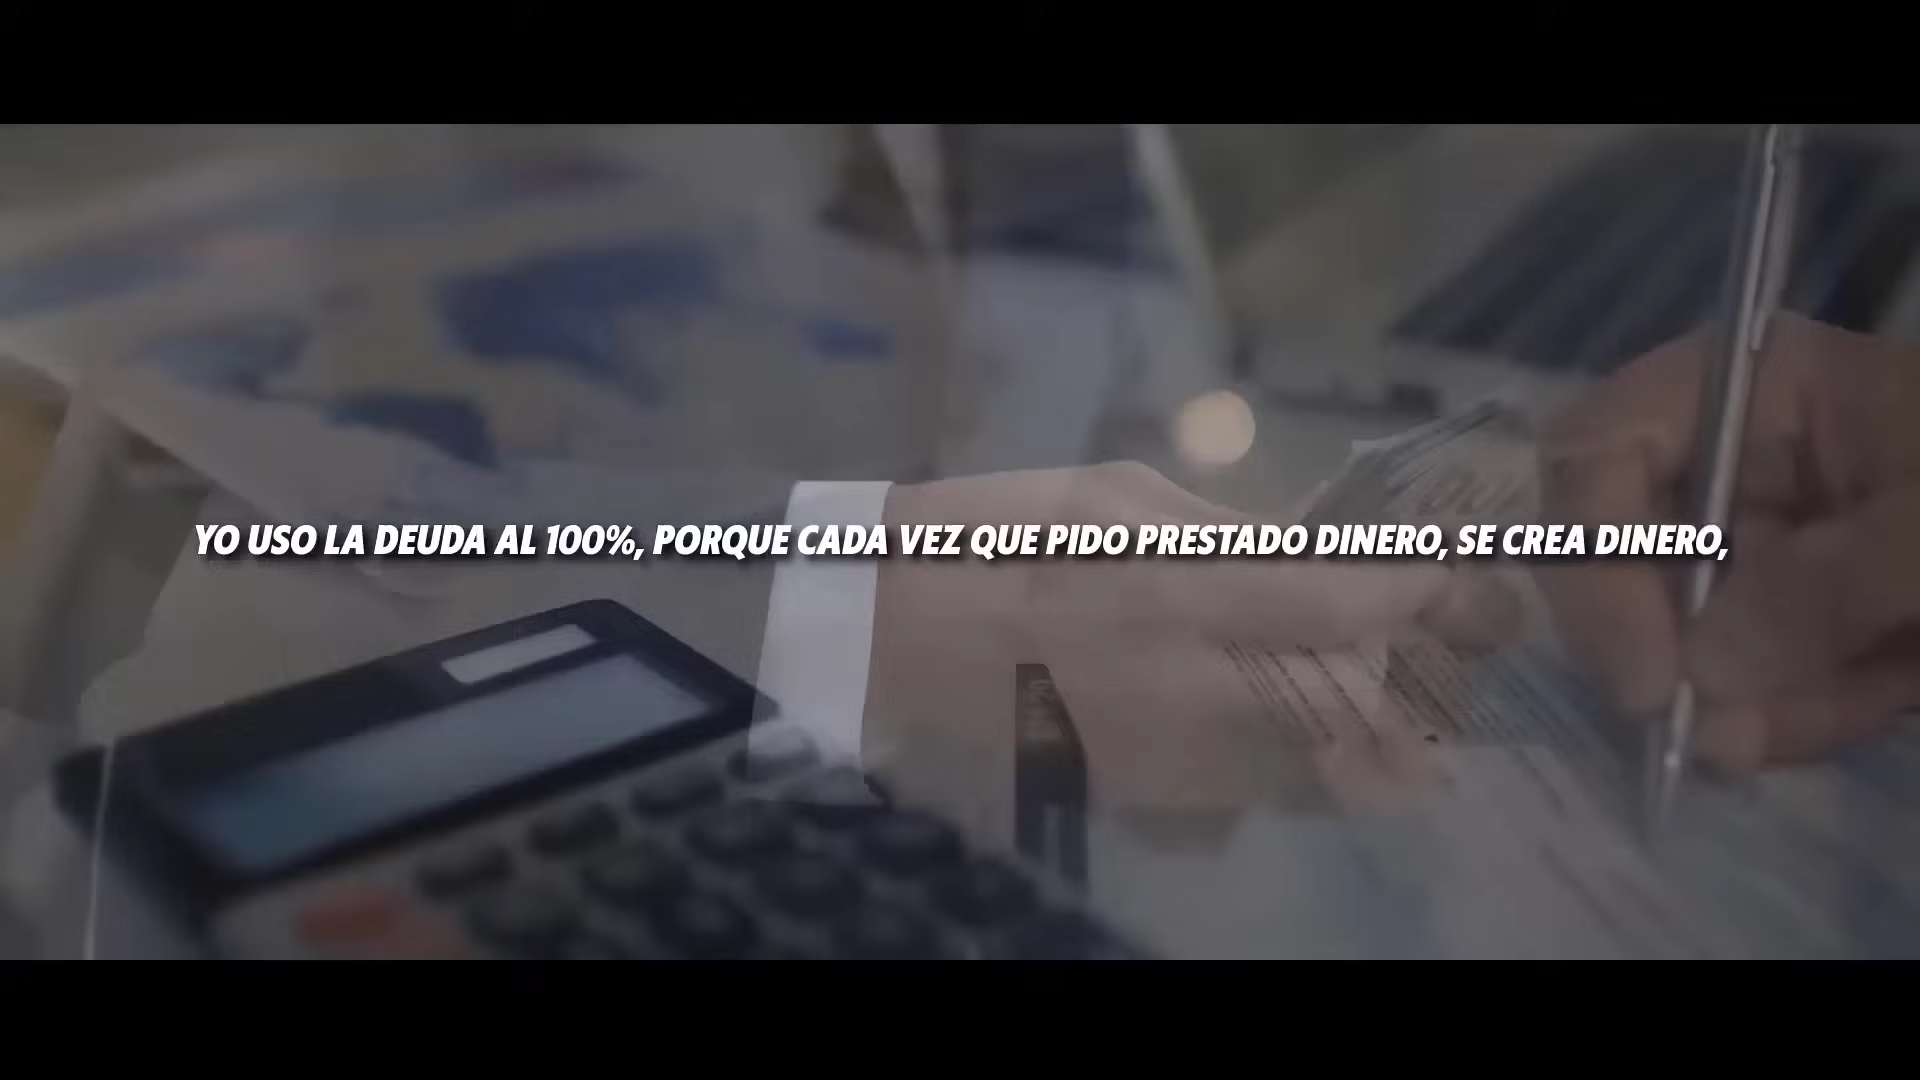 YO USO LA DEUDA AL 100%, PORQUE CADA VEZ QUE PIDO PRESTADO DINERO, SE CREA DINERO,